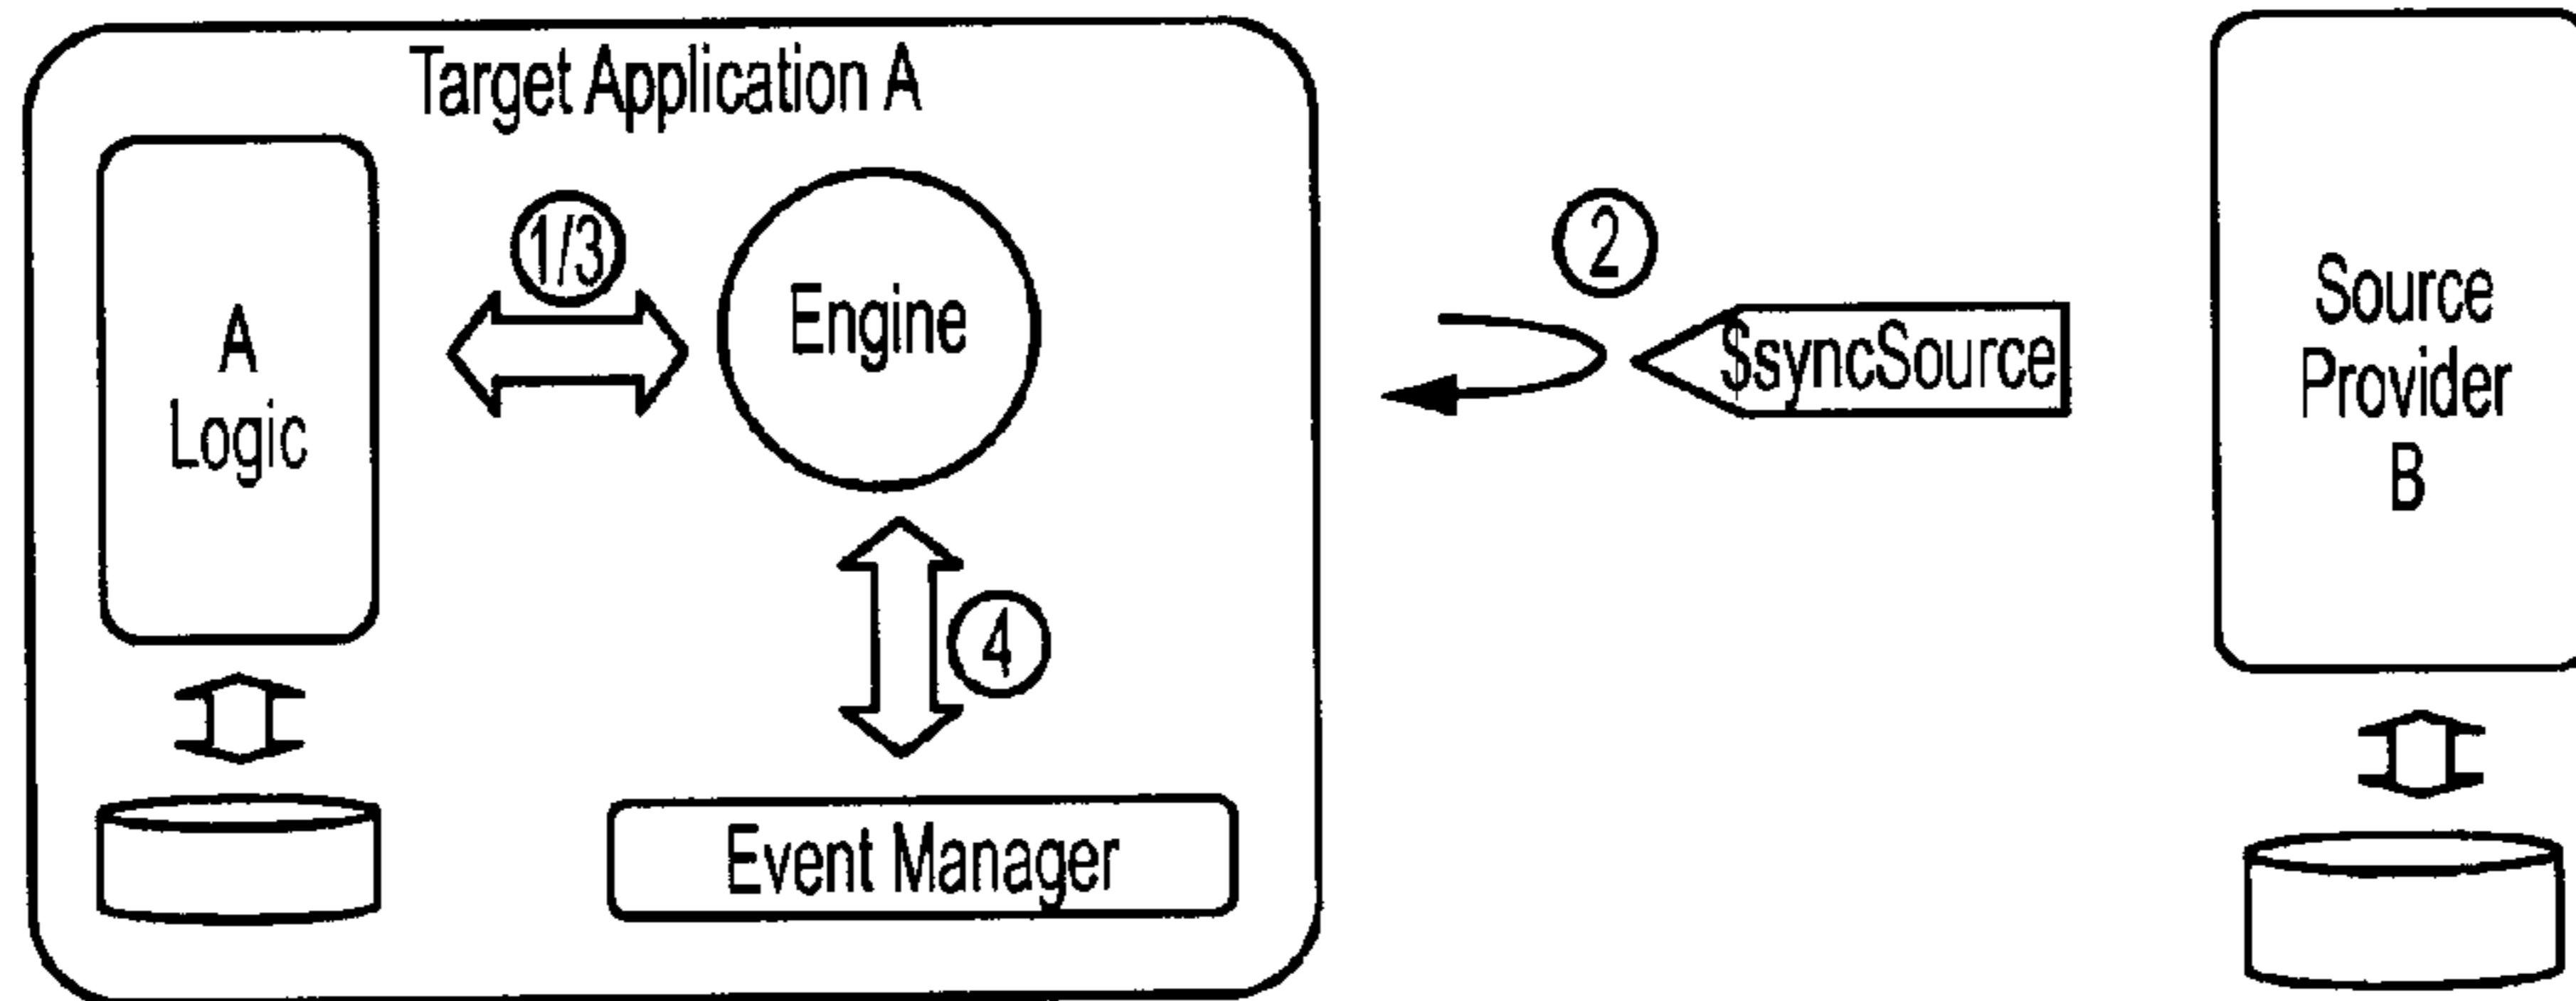 Target Application A
A
Logic
1/3
Engine
4
Event Manager
2
$syncSource
Source
Provider
B